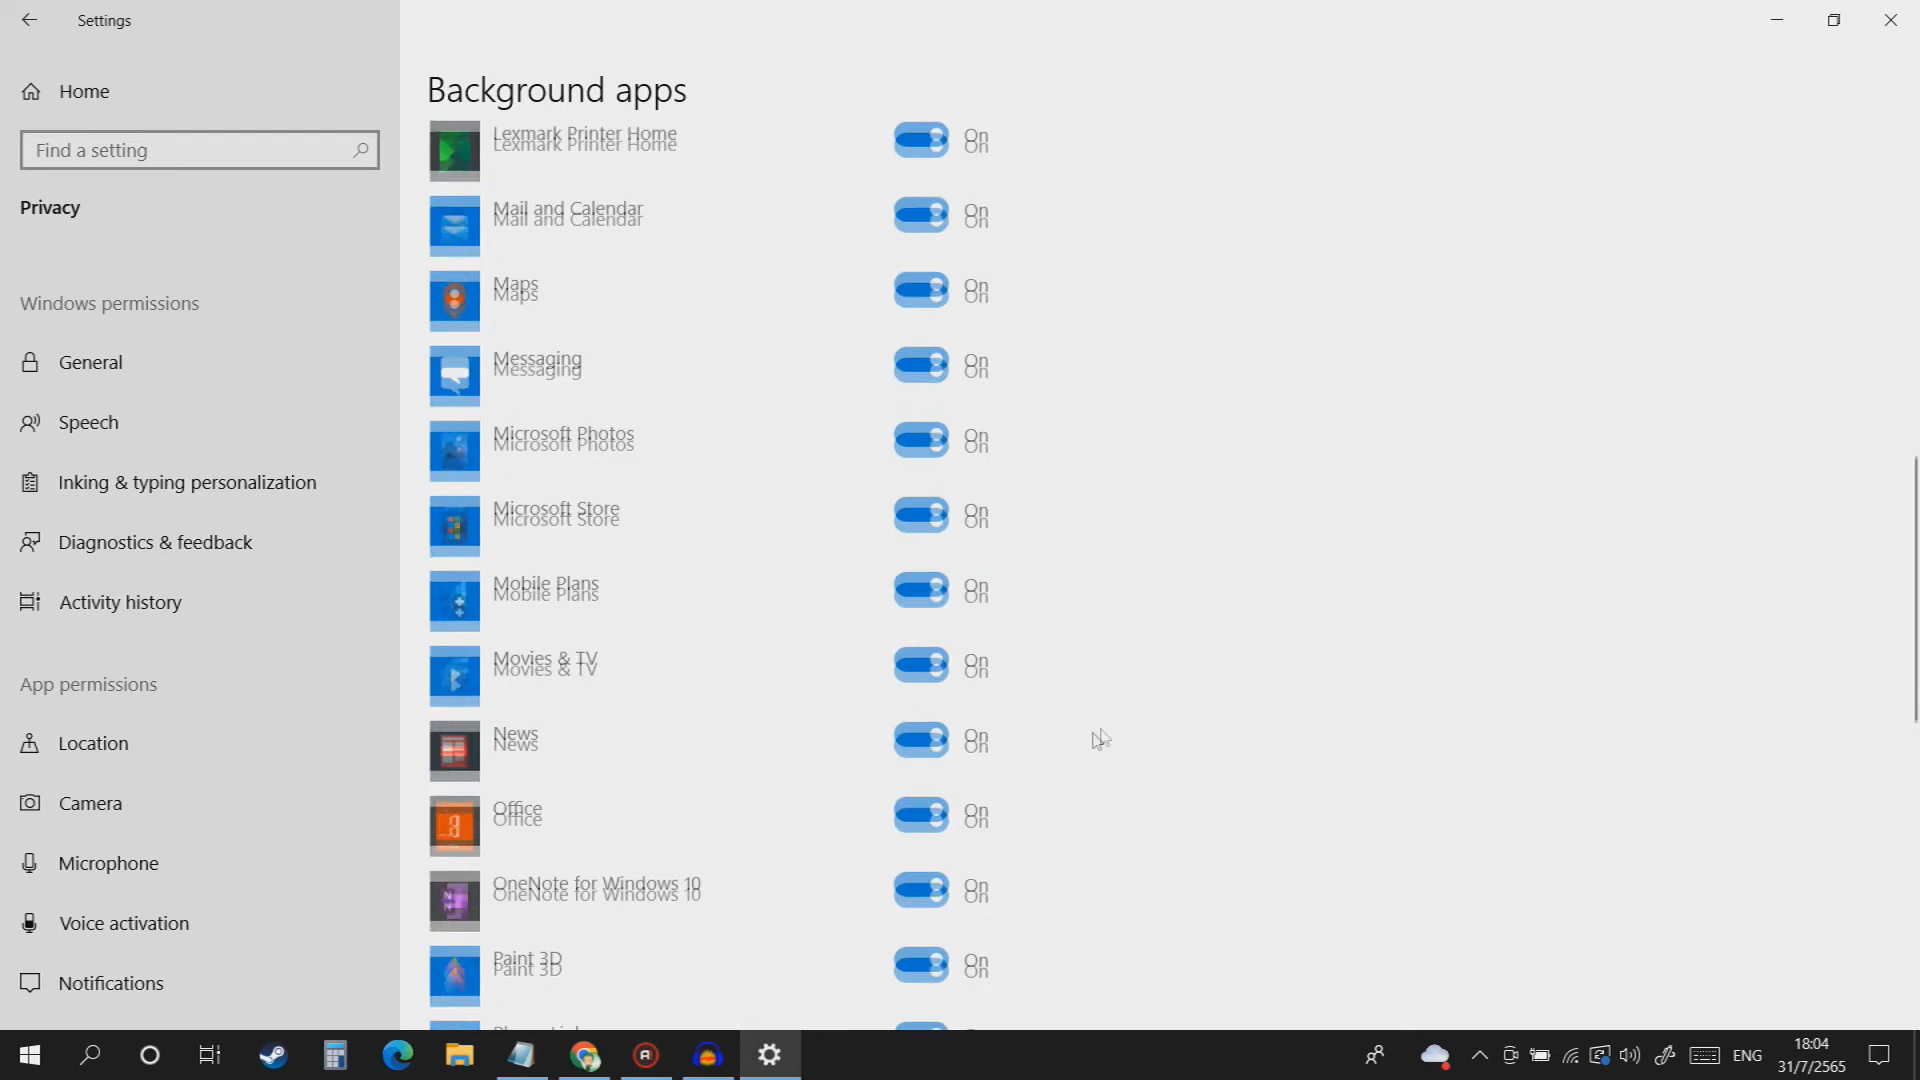 Settings
Home
Find a setting
Privacy
Windows permissions
General
Speech
Inking & typing personalization
Diagnostics & feedback
Activity history
App permissions
Location
Camera
Microphone
Voice activation
Notifications
Background apps
Lexmark Printer Home On
Mail and Calendar On
Maps On
Messaging On
Microsoft Photos On
Microsoft Store On
Mobile Plans On
Movies & TV On
News On
Office On
OneNote for Windows 10 On
Paint 3D On
ENG
18:04
31/7/2565